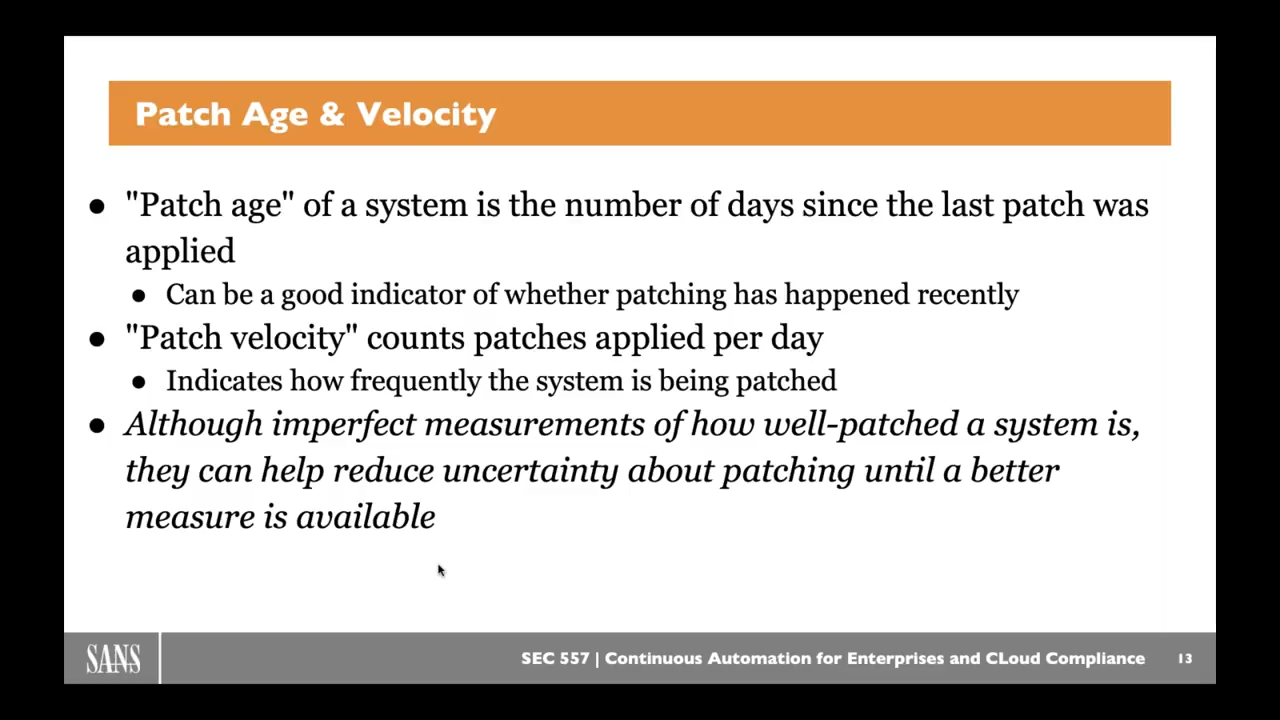 Patch Age & Velocity
● "Patch age" of a system is the number of days since the last patch was
applied
● Can be a good indicator of whether patching has happened recently
● "Patch velocity" counts patches applied per day
● Indicates how frequently the system is being patched
● Although imperfect measurements of how well-patched a system is,
they can help reduce uncertainty about patching until a better
measure is available
SANS
SEC 557 | Continuous Automation for Enterprises and CLoud Compliance
13